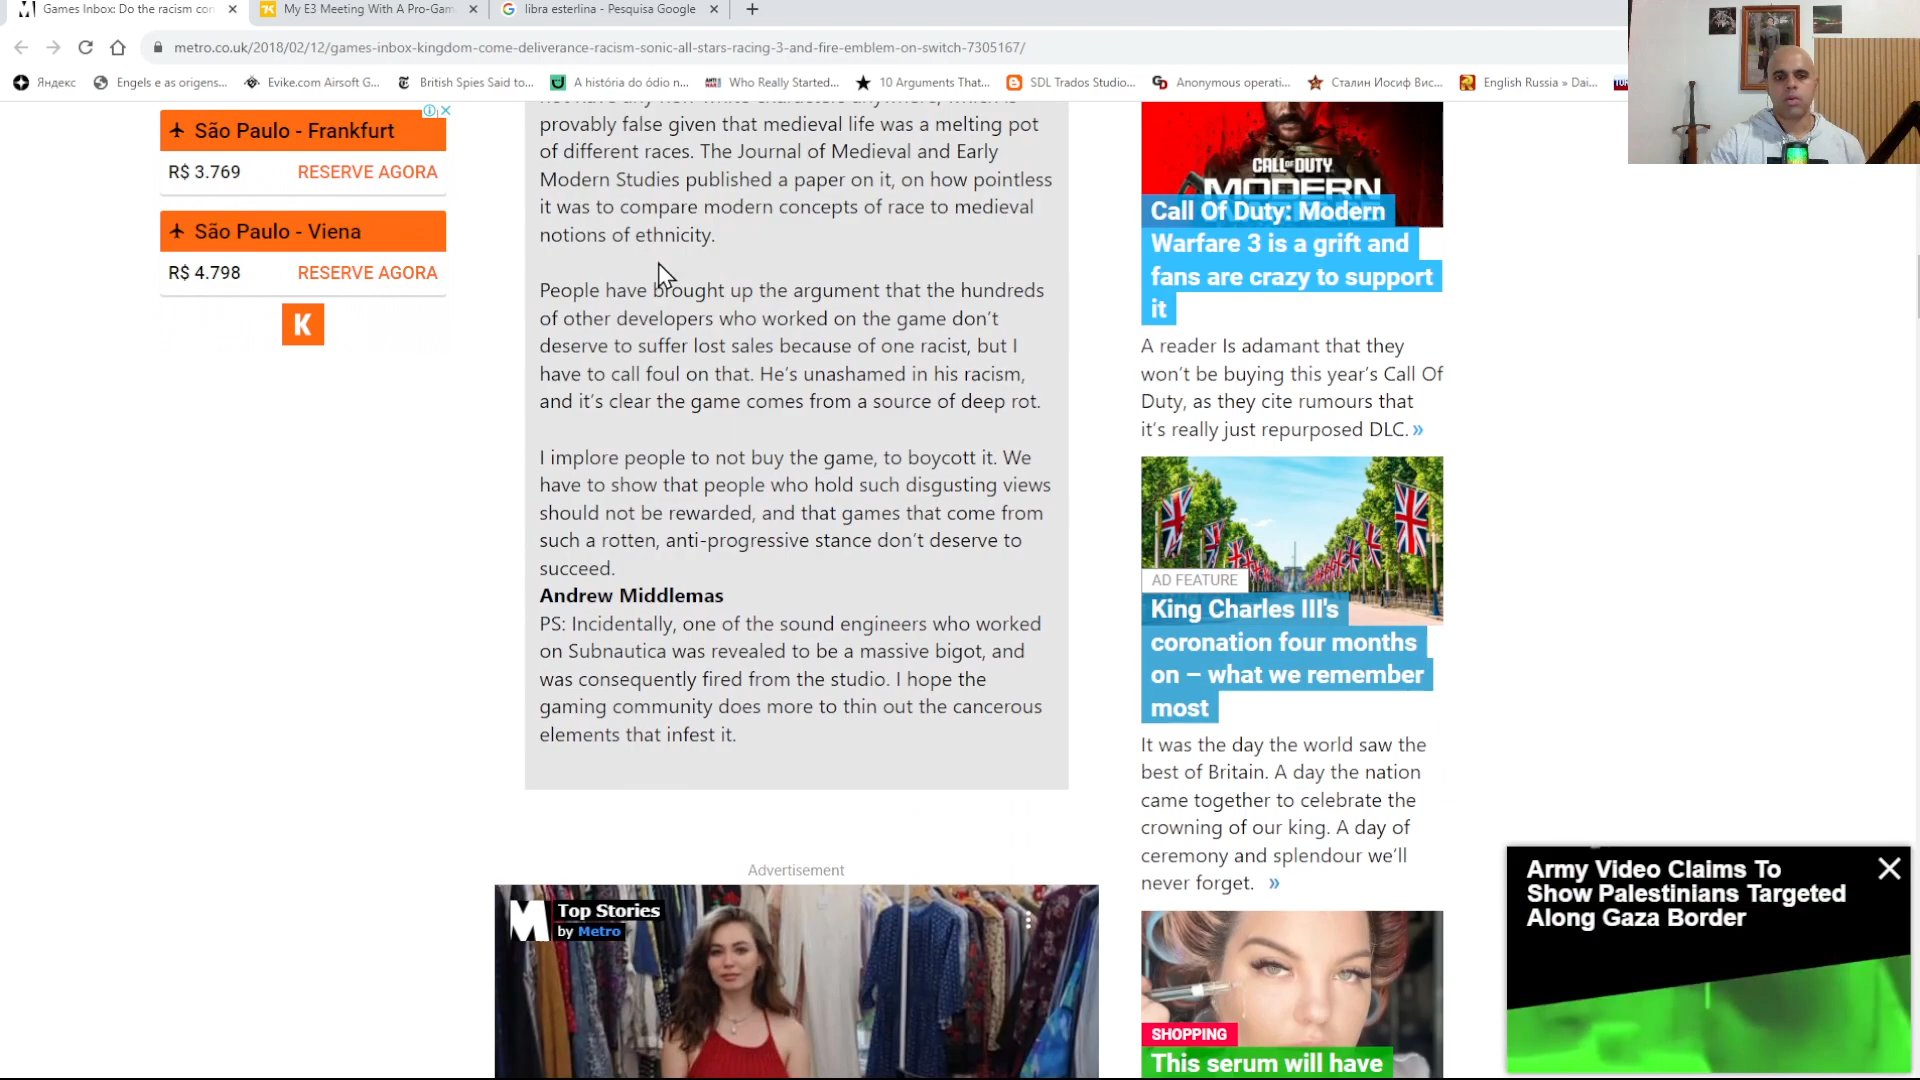 Games Inbox: Do the racism con
My E3 Meeting With A Pro-Gam
libra esterlina - Pesquisa Google
metro.co.uk/2018/02/12/games-inbox-kingdom-come-deliverance-racism-sonic-all-stars-racing-3-and-fire-emblem-on-switch-7305167/
Яндекс
Engels e as origens...
Evike.com Airsoft G...
British Spies Said to...
A história do ódio n...
Who Really Started...
10 Arguments That...
SDL Trados Studio...
Anonymous operati...
Сталин Иосиф Вис...
English Russia » Dai...
São Paulo - Frankfurt
R$ 3.769 RESERVE AGORA
São Paulo - Viena
R$ 4.798 RESERVE AGORA
K
not have any non-white characters anywhere, which is
provably false given that medieval life was a melting pot
of different races. The Journal of Medieval and Early
Modern Studies published a paper on it, on how pointless
it was to compare modern concepts of race to medieval
notions of ethnicity.
People have brought up the argument that the hundreds
of other developers who worked on the game don't
deserve to suffer lost sales because of one racist, but I
have to call foul on that. He's unashamed in his racism,
and it's clear the game comes from a source of deep rot.
I implore people to not buy the game, to boycott it. We
have to show that people who hold such disgusting views
should not be rewarded, and that games that come from
such a rotten, anti-progressive stance don't deserve to
succeed.
Andrew Middlemas
PS: Incidentally, one of the sound engineers who worked
on Subnautica was revealed to be a massive bigot, and
was consequently fired from the studio. I hope the
gaming community does more to thin out the cancerous
elements that infest it.
Advertisement
Top Stories
by Metro
CALL OF DUTY
MODERN
Call Of Duty: Modern
Warfare 3 is a grift and
fans are crazy to support
it
A reader Is adamant that they
won't be buying this year's Call Of
Duty, as they cite rumours that
it's really just repurposed DLC. »
AD FEATURE
King Charles III's
coronation four months
on – what we remember
most
It was the day the world saw the
best of Britain. A day the nation
came together to celebrate the
crowning of our king. A day of
ceremony and splendour we'll
never forget. »
SHOPPING
This serum will have
Army Video Claims To
Show Palestinians Targeted
Along Gaza Border